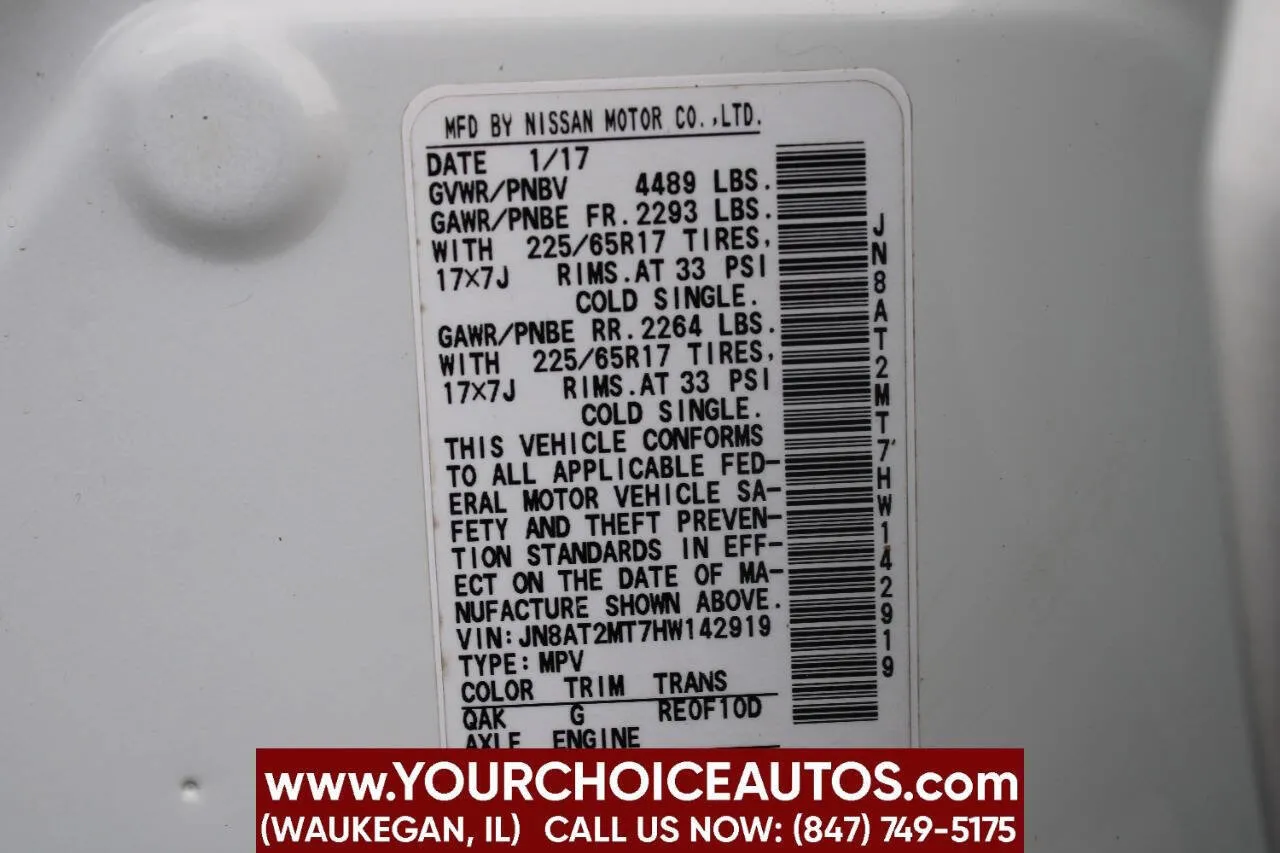 MFD BY NISSAN MOTOR CO.,LTD.
DATE 1/17
GVWR/PNBV 4489 LBS.
GAWR/PNBE FR.2293 LBS.
WITH 225/65R17 TIRES,
17X7J RIMS.AT 33 PSI
COLD SINGLE.
GAWR/PNBE RR.2264 LBS.
WITH 225/65R17 TIRES,
17X7J RIMS.AT 33 PSI
COLD SINGLE.
THIS VEHICLE CONFORMS
TO ALL APPLICABLE FED-
ERAL MOTOR VEHICLE SA-
FETY AND THEFT PREVEN-
TION STANDARDS IN EFF-
ECT ON THE DATE OF MA-
NUFACTURE SHOWN ABOVE.
VIN:JN8AT2MT7HW142919
TYPE:MPV
COLOR TRIM TRANS
QAK G RE0F10D
AXLE ENGINE
JN8AT2MT7HW142919
www.YOURCHOICEAUTOS.com
(WAUKEGAN, IL) CALL US NOW: (847) 749-5175